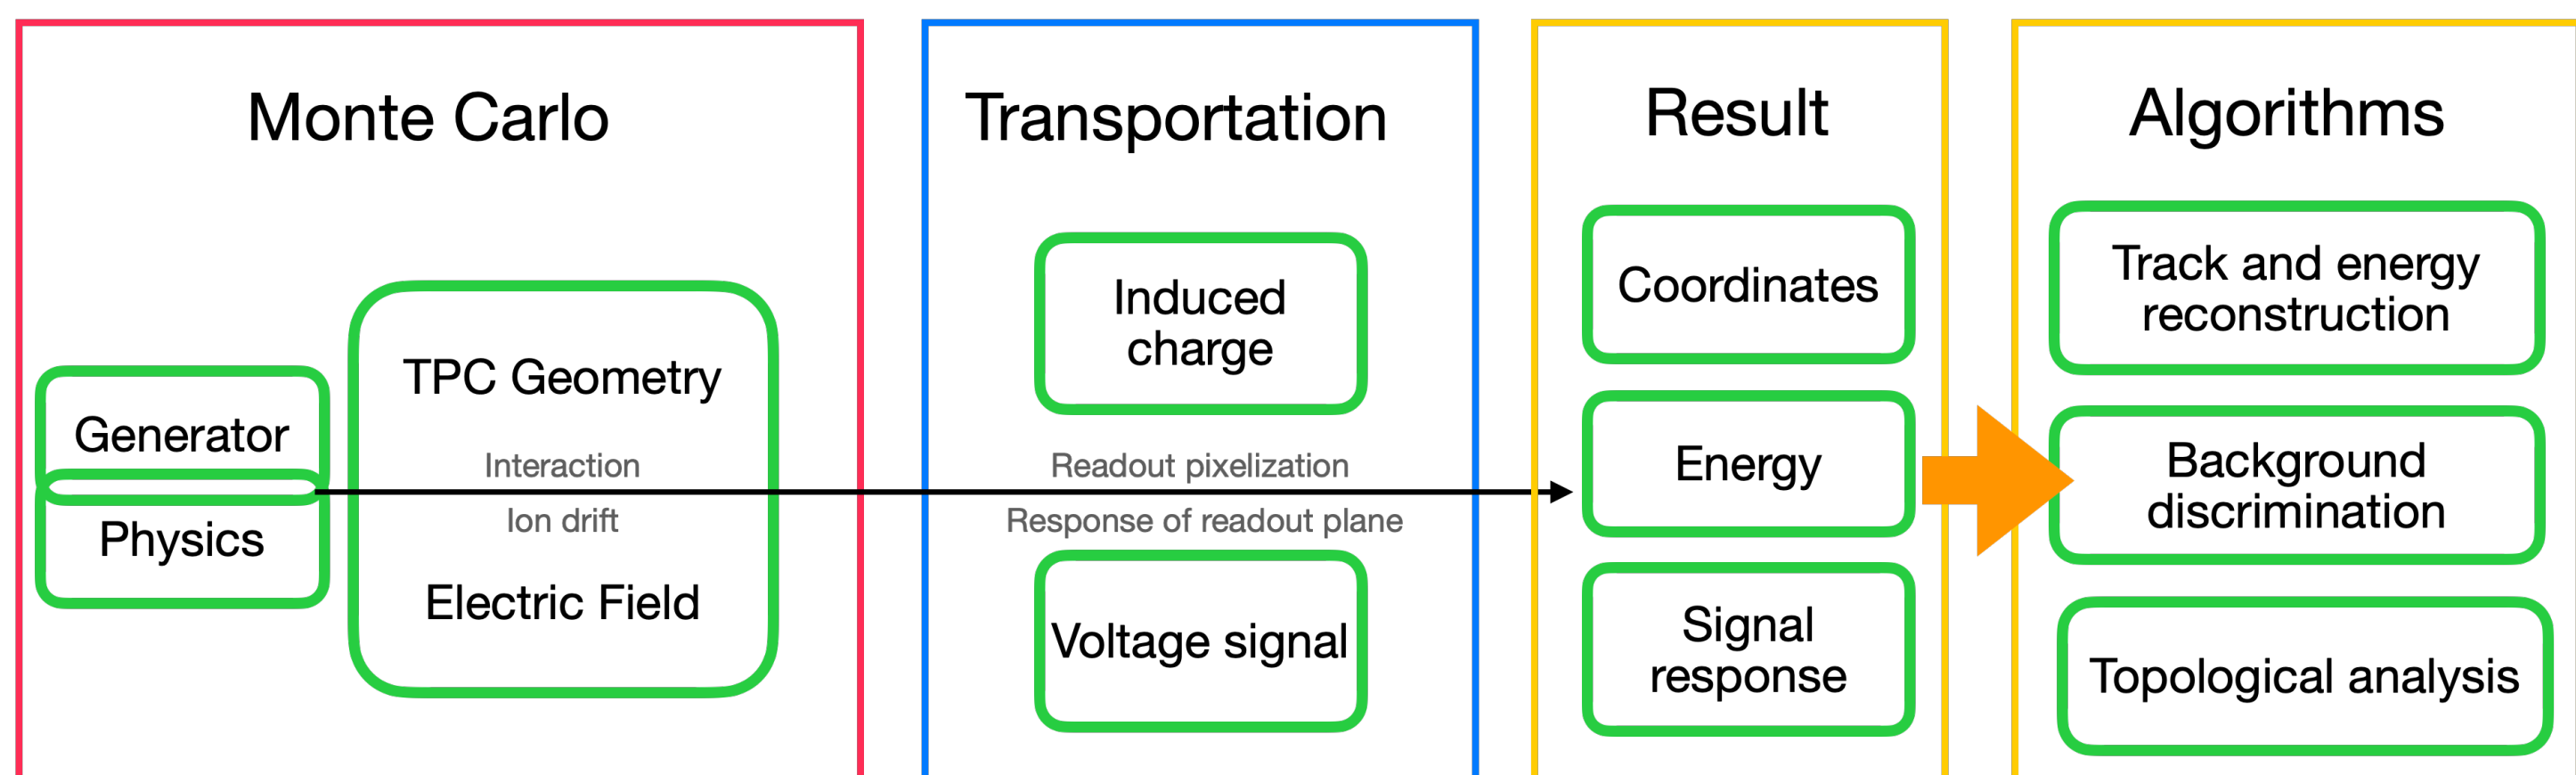 Monte Carlo
Generator
Physics
TPC Geometry
Interaction
Ion drift
Electric Field
Transportation
Induced
charge
Readout pixelization
Response of readout plane
Voltage signal
Result
Coordinates
Energy
Signal
response
Algorithms
Track and energy
reconstruction
Background
discrimination
Topological analysis